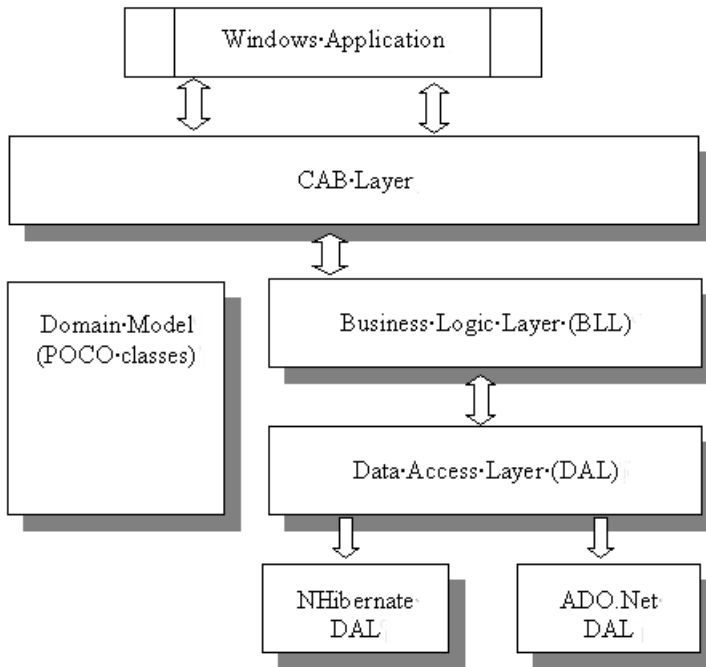 Windows·Application
CAB·Layer
Domain·Model
(POCO·classes)
Business·Logic·Layer·(BLL)
Data·Access·Layer·(DAL)
NHibernate·
DAL
ADO.Net·
DAL